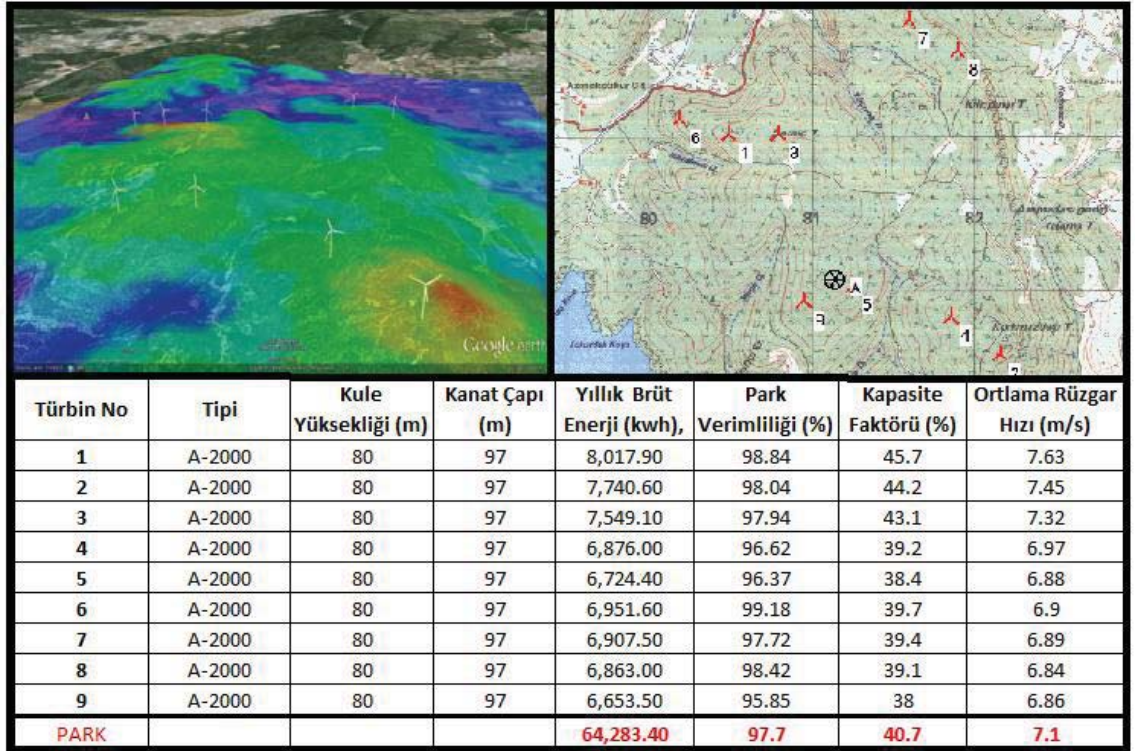 Google earth
7
8
6
1
3
80
81
82
9
5
4
2
Türbin No Tipi Kule Yüksekliği (m) Kanat Çapı (m) Yıllık Brüt Enerji (kwh), Park Verimliliği (%) Kapasite Faktörü (%) Ortlama Rüzgar Hızı (m/s)
1 A-2000 80 97 8,017.90 98.84 45.7 7.63
2 A-2000 80 97 7,740.60 98.04 44.2 7.45
3 A-2000 80 97 7,549.10 97.94 43.1 7.32
4 A-2000 80 97 6,876.00 96.62 39.2 6.97
5 A-2000 80 97 6,724.40 96.37 38.4 6.88
6 A-2000 80 97 6,951.60 99.18 39.7 6.9
7 A-2000 80 97 6,907.50 97.72 39.4 6.89
8 A-2000 80 97 6,863.00 98.42 39.1 6.84
9 A-2000 80 97 6,653.50 95.85 38 6.86
PARK 64,283.40 97.7 40.7 7.1